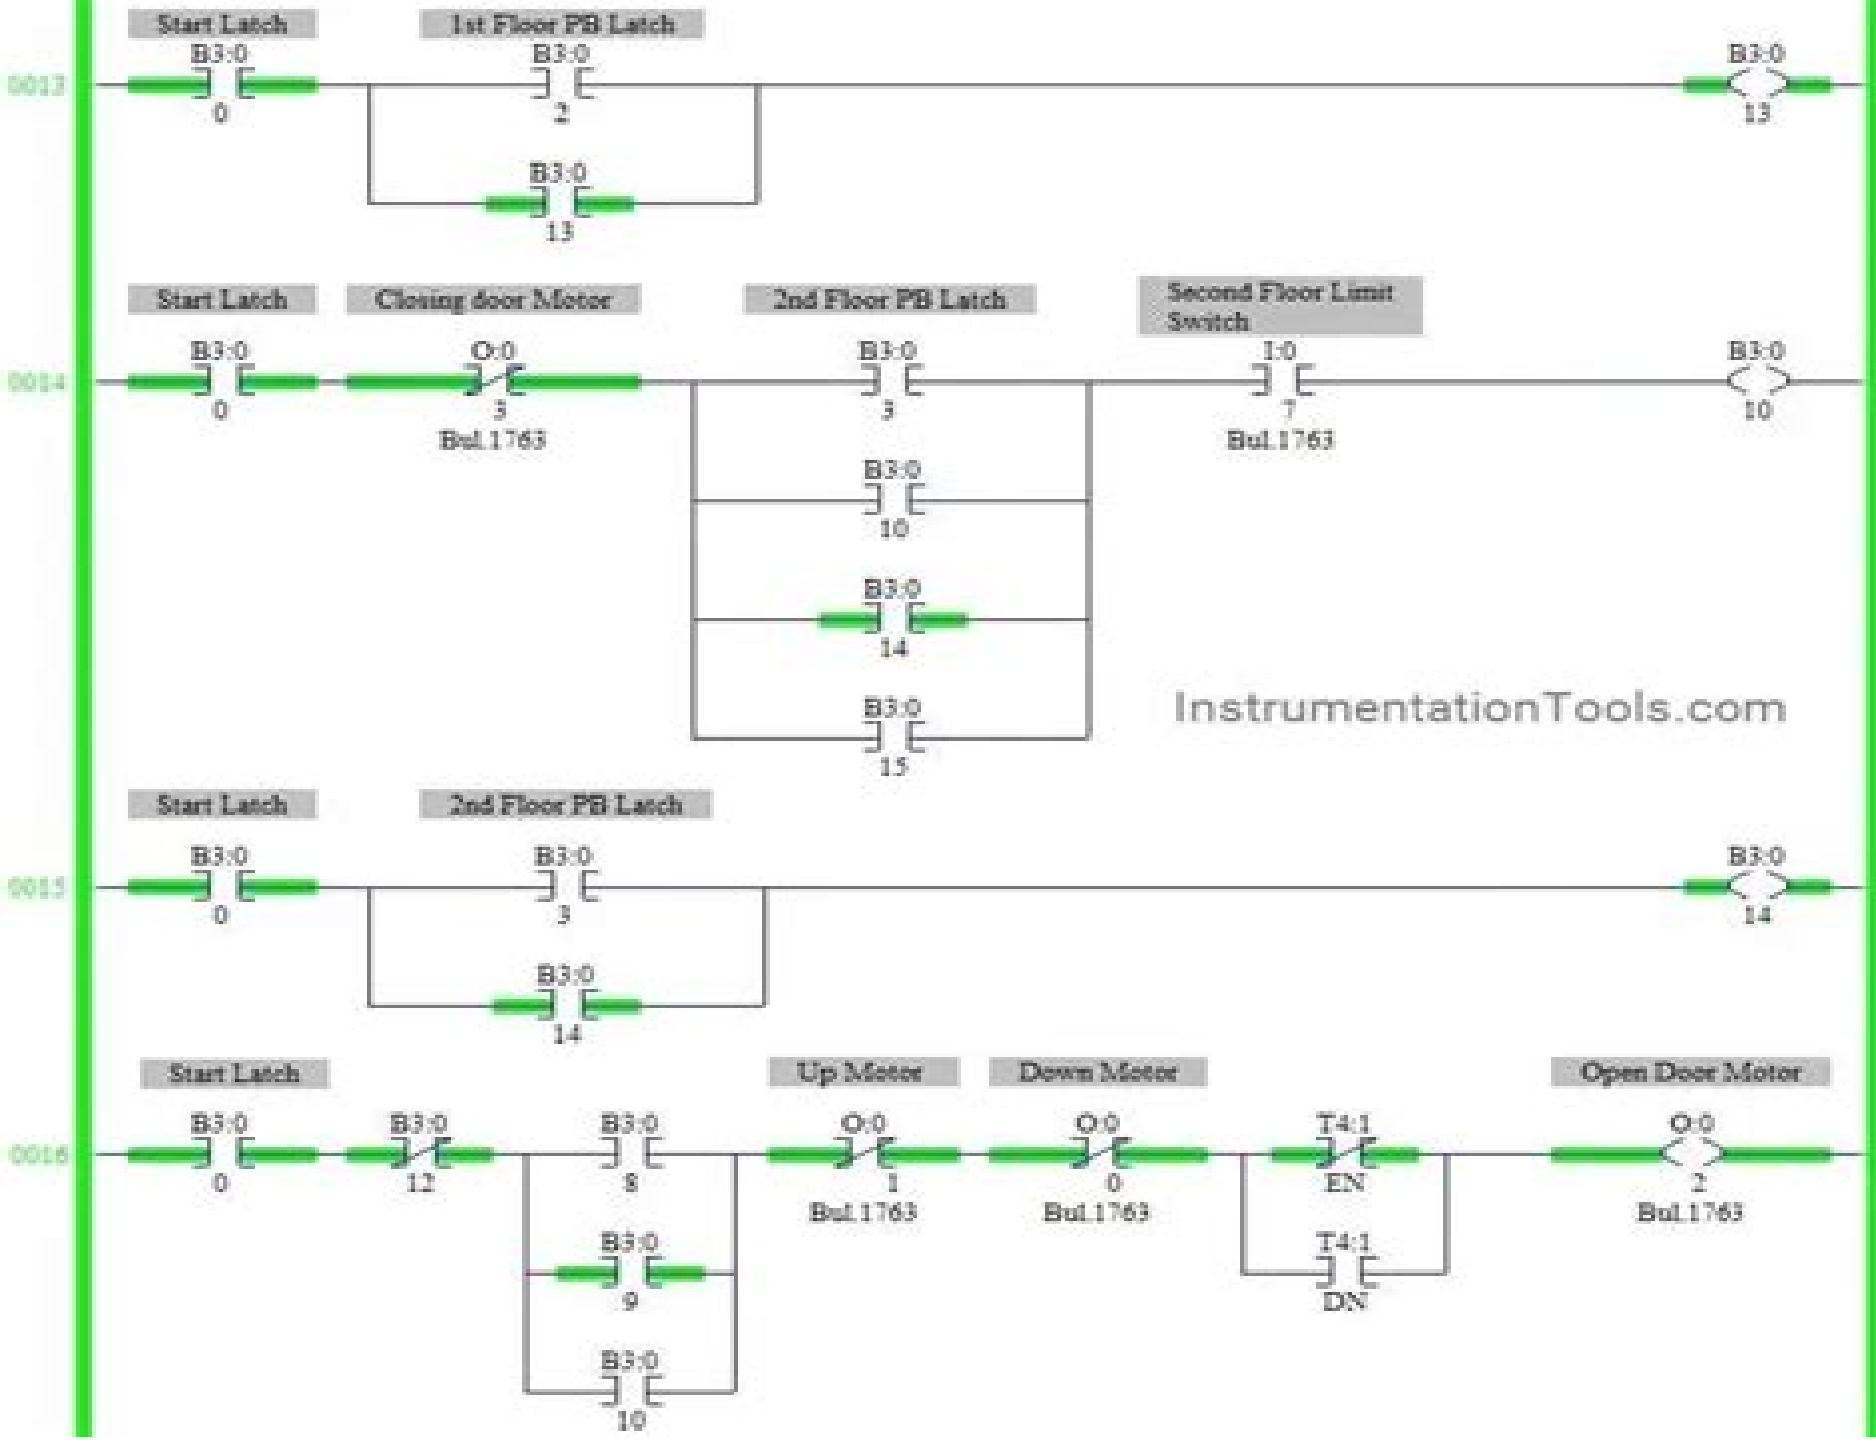 Start Latch
1st Floor PB Latch
B3:0
B3:0
B3:0
0013
0
2
13
B3:0
13
Start Latch
Closing door Motor
2nd Floor PB Latch
Second Floor Limit
Switch
B3:0
O:0
B3:0
I:0
B3:0
0014
0
3
3
7
10
Bul.1763
Bul.1763
B3:0
10
B3:0
14
B3:0
15
InstrumentationTools.com
Start Latch
2nd Floor PB Latch
B3:0
B3:0
B3:0
0015
0
3
14
B3:0
14
Start Latch
Up Motor
Down Motor
Open Door Motor
B3:0
B3:0
B3:0
O:0
O:0
T4:1
O:0
0016
0
12
8
1
0
EN
2
Bul.1763
Bul.1763
Bul.1763
B3:0
9
T4:1
DN
B3:0
10